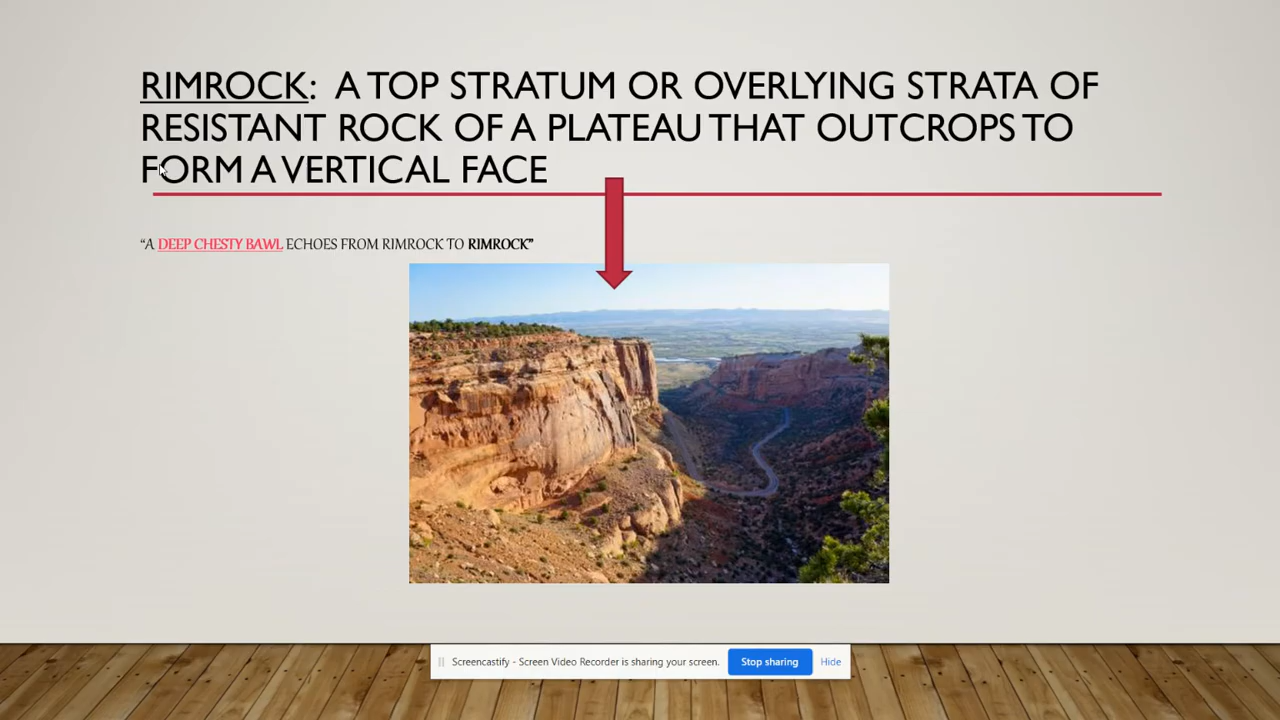 RIMROCK: A TOP STRATUM OR OVERLYING STRATA OF
RESISTANT ROCK OF A PLATEAU THAT OUTCROPS TO
FORM A VERTICAL FACE
“A DEEP CHESTY BAWL ECHOES FROM RIMROCK TO RIMROCK”
Screencastify - Screen Video Recorder is sharing your screen. Stop sharing Hide